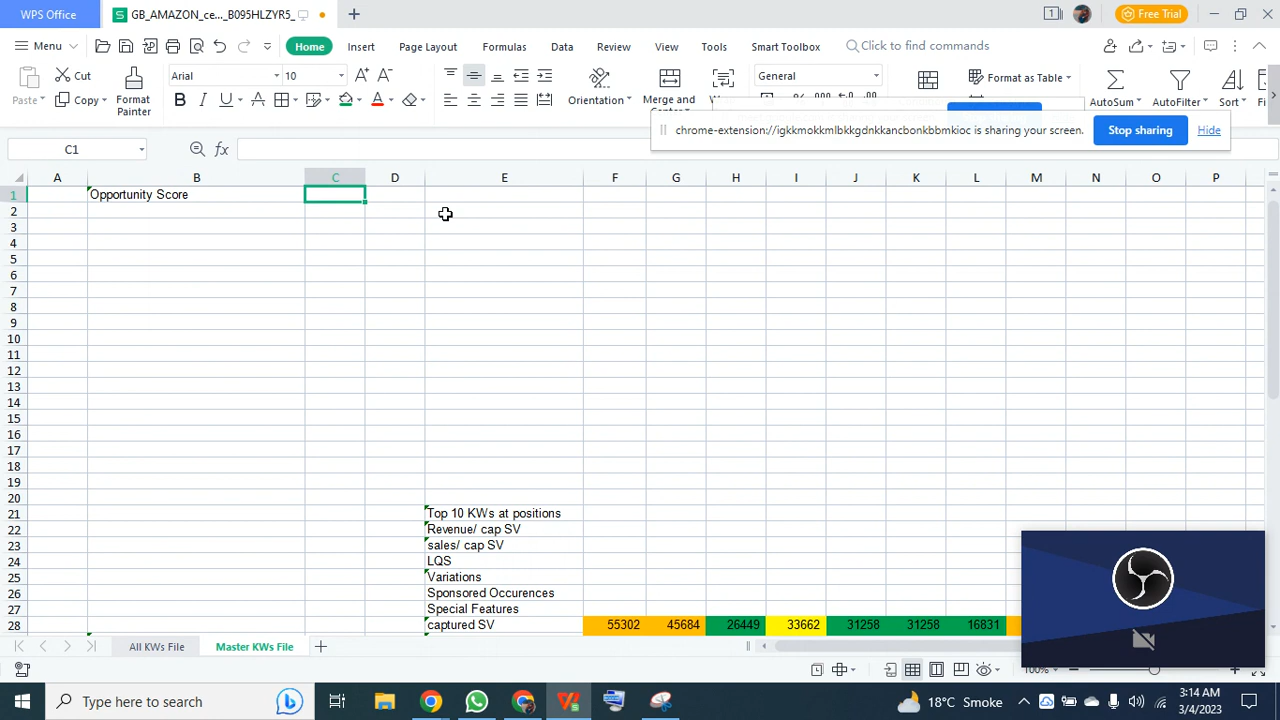 WPS Office
GB_AMAZON_ce..._B095HLZYR5_
Free Trial
Menu
Home
Insert
Page Layout
Formulas
Data
Review
View
Tools
Smart Toolbox
Click to find commands
Paste
Cut
Copy
Format
Painter
Arial
10
Orientation
Merge and
General
Format as Table
AutoSum
AutoFilter
Sort
chrome-extension://igkkmokkmlbkkgdnkkancbonkbbmkioc is sharing your screen.
Stop sharing
Hide
C1
A B C D E F G H I J K L M N O P
1 Opportunity Score
2
3
4
5
6
7
8
9
10
11
12
13
14
15
16
17
18
19
20
21 Top 10 KWs at positions
22 Revenue/ cap SV
23 sales/ cap SV
24 LQS
25 Variations
26 Sponsored Occurences
27 Special Features
28 captured SV 55302 45684 26449 33662 31258 31258 16831
All KWs File
Master KWs File
100%
Type here to search
18°C Smoke
3:14 AM
3/4/2023